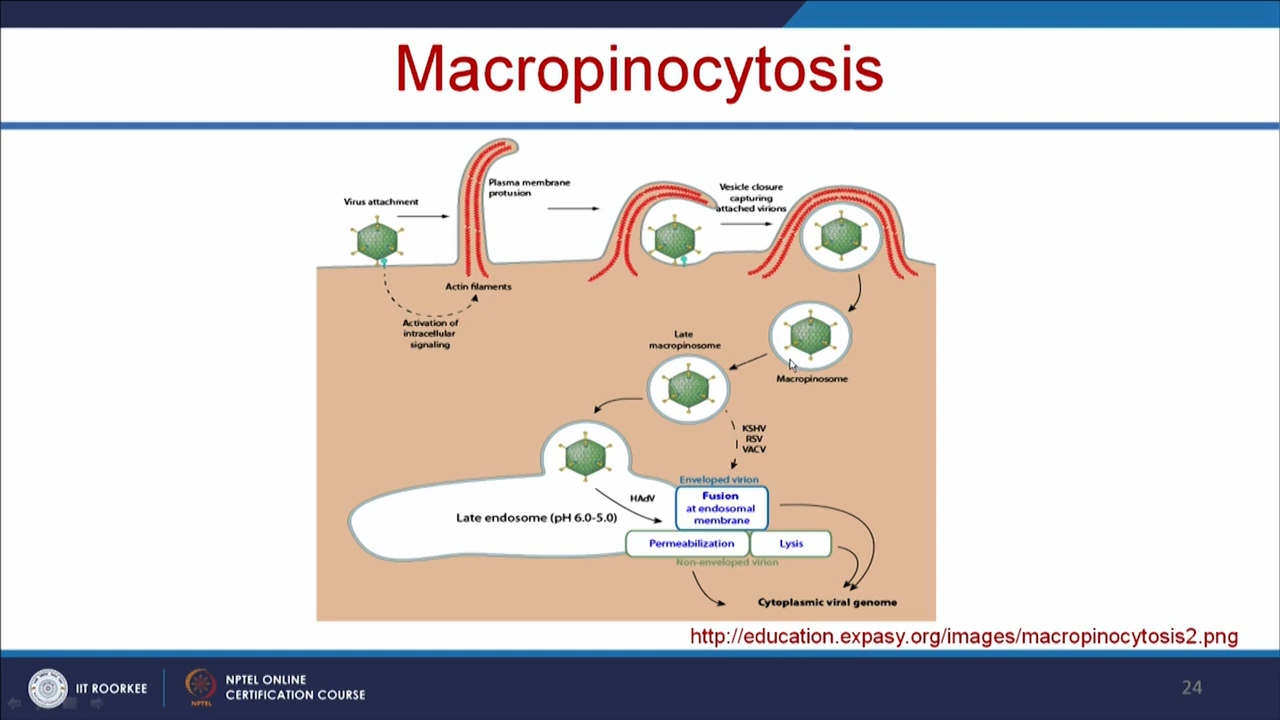 Macropinocytosis
Virus attachment
Plasma membrane
protusion
Vesicle closure
capturing
attached virions
Actin filaments
Activation of
intracellular
signaling
Late
macropinosome
Macropinosome
KSHV
RSV
VACV
Enveloped virion
HAdV
Fusion
at endosomal
membrane
Late endosome (pH 6.0-5.0)
Permeabilization
Lysis
Non-enveloped virion
Cytoplasmic viral genome
http://education.expasy.org/images/macropinocytosis2.png
IIT ROORKEE
NPTEL
NPTEL ONLINE
CERTIFICATION COURSE
24